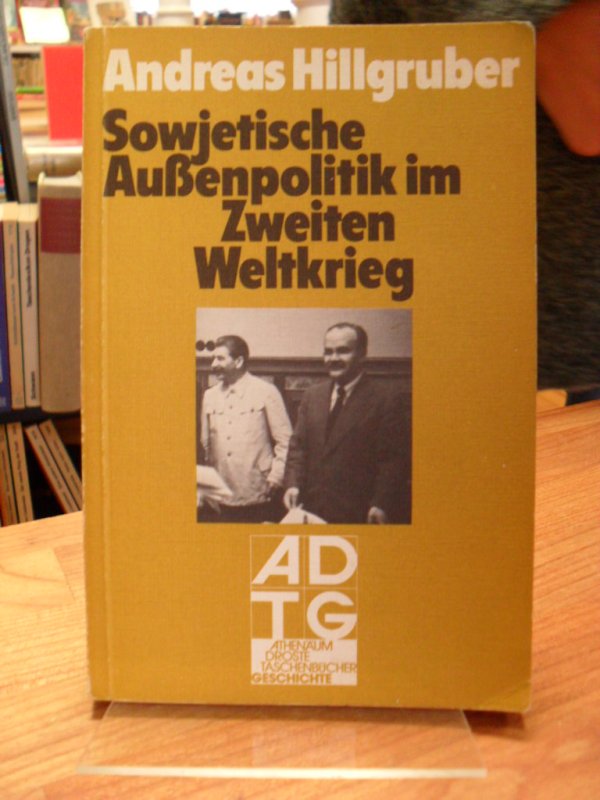 Andreas Hillgruber
Sowjetische
Außenpolitik im
Zweiten
Weltkrieg
AD
TG
ATHENÄUM
DROSTE
TASCHENBÜCHER
GESCHICHTE